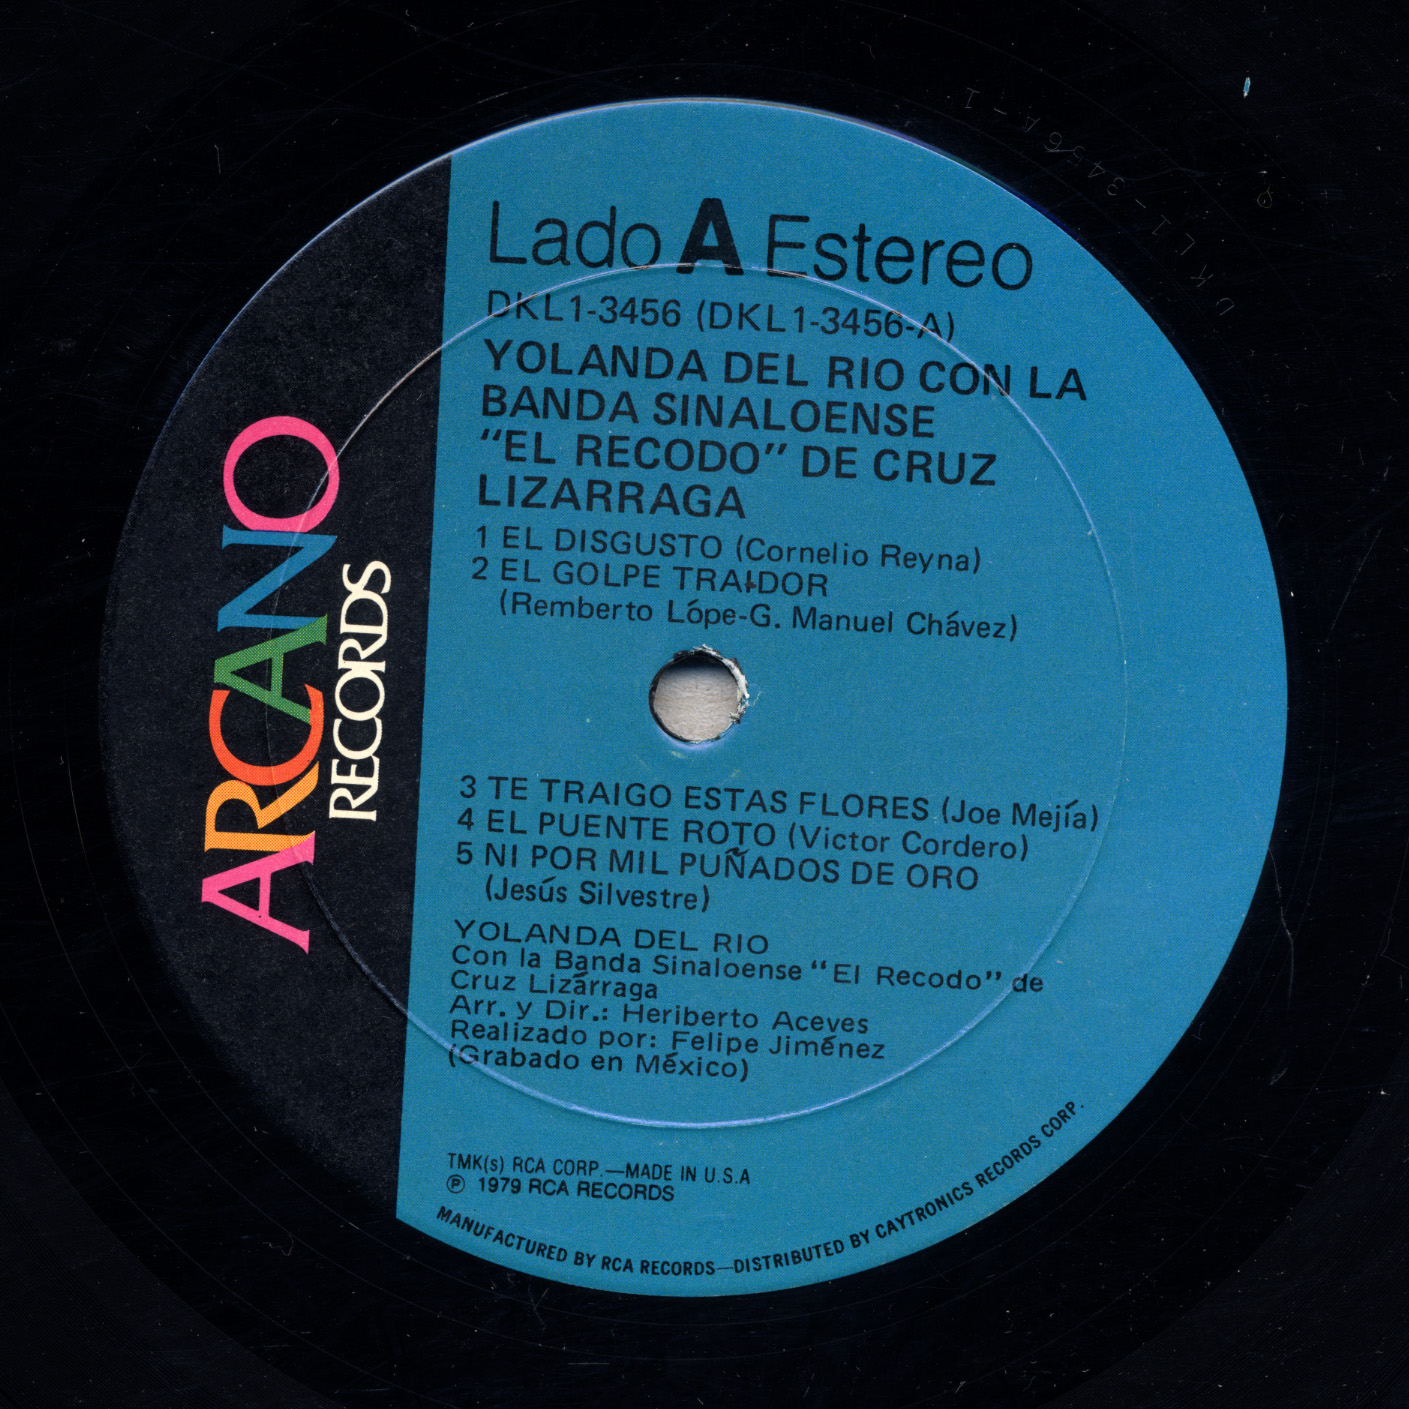 Lado A Estereo
DKL1-3456 (DKL1-3456-A)
YOLANDA DEL RIO CON LA
BANDA SINALOENSE
"EL RECODO" DE CRUZ
LIZARRAGA
1 EL DISGUSTO (Cornelio Reyna)
2 EL GOLPE TRAIDOR
(Remberto Lópe-G. Manuel Chávez)
3 TE TRAIGO ESTAS FLORES (Joe Mejía)
4 EL PUENTE ROTO (Victor Cordero)
5 NI POR MIL PUÑADOS DE ORO
(Jesús Silvestre)
YOLANDA DEL RIO
Con la Banda Sinaloense "El Recodo" de
Cruz Lizárraga
Arr. y Dir.: Heriberto Aceves
Realizado por: Felipe Jiménez
(Grabado en México)
TMK(s) RCA CORP.—MADE IN U.S.A
℗ 1979 RCA RECORDS
MANUFACTURED BY RCA RECORDS—DISTRIBUTED BY CAYTRONICS RECORDS CORP.
ARCANO
RECORDS
DKL1-3456A-1